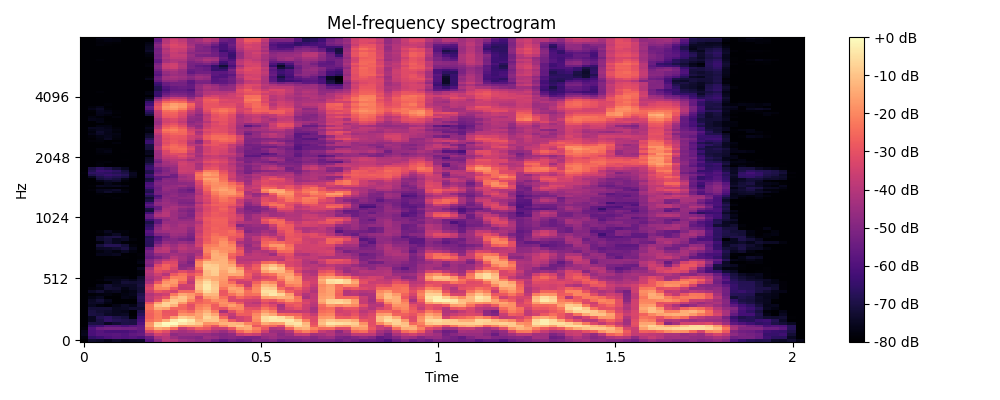 Mel-frequency spectrogram
+0 dB
4096
-10 dB
-20 dB
2048
-30 dB
Hz
-40 dB
1024
-50 dB
512
-60 dB
-70 dB
0
-80 dB
0
0.5
1
1.5
2
Time